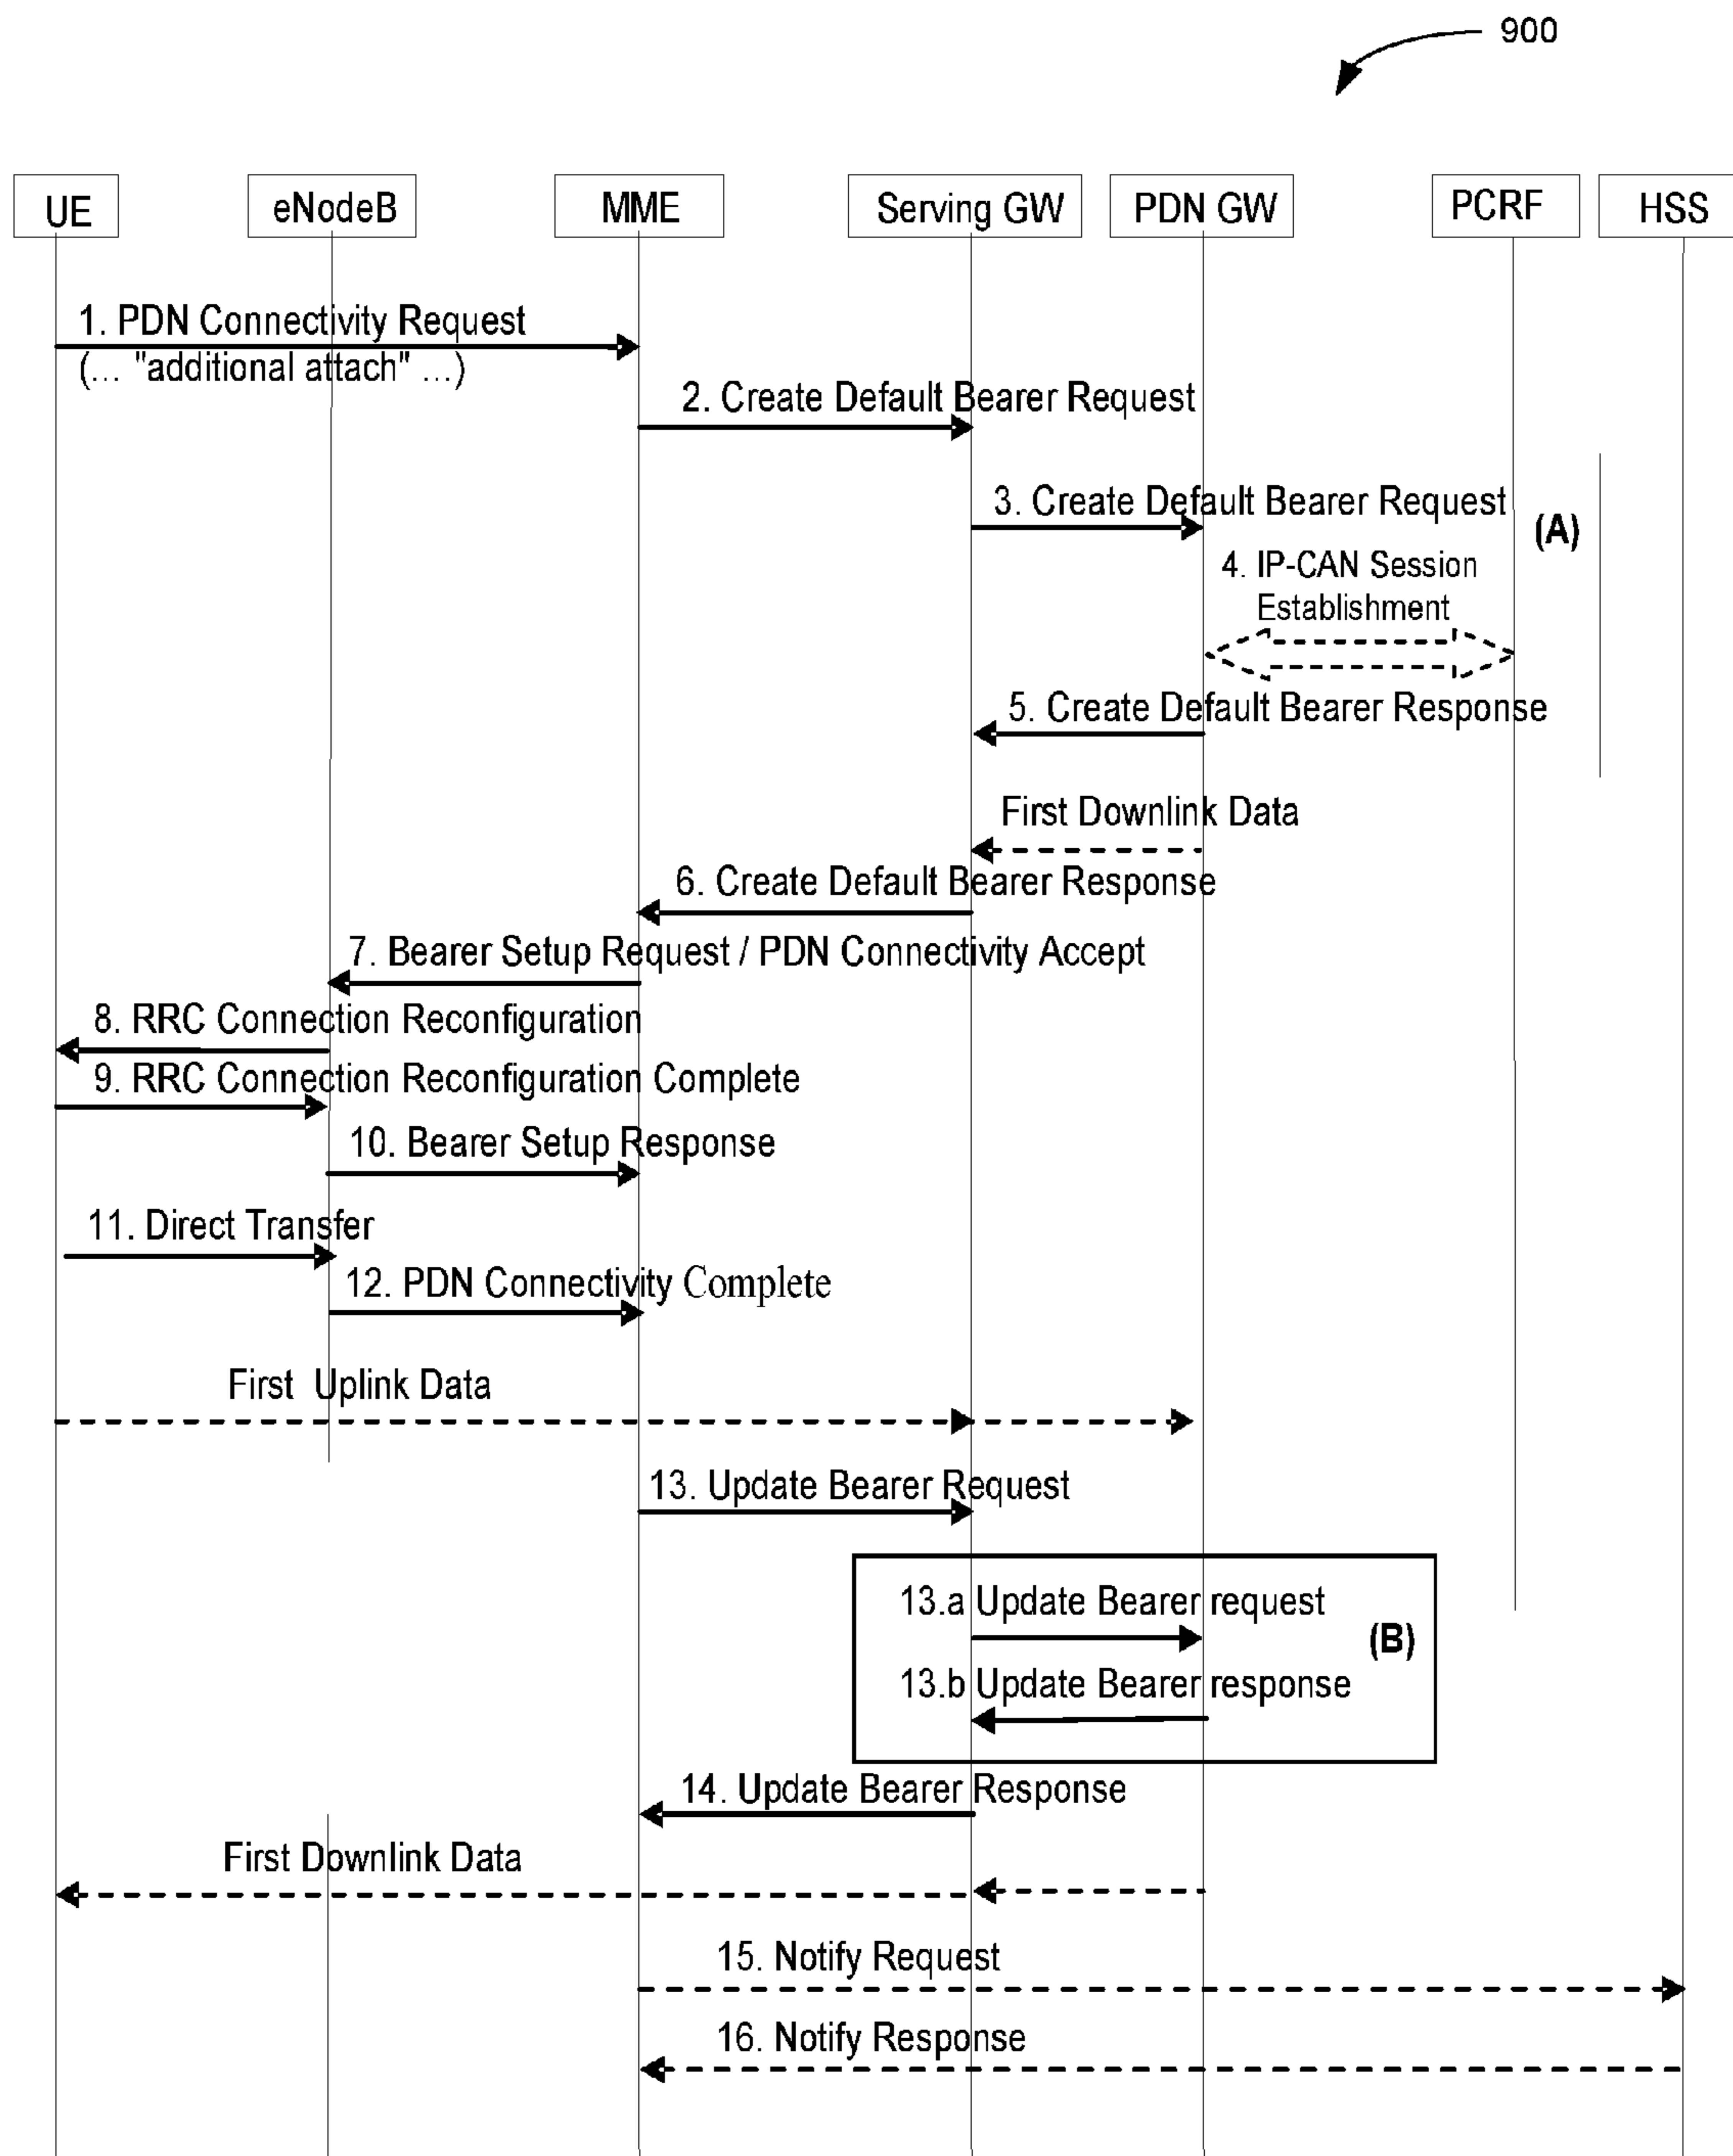 900
UE eNodeB MME Serving GW PDN GW PCRF HSS
1. PDN Connectivity Request
(... "additional attach" ...)
2. Create Default Bearer Request
3. Create Default Bearer Request
(A)
4. IP-CAN Session
Establishment
5. Create Default Bearer Response
First Downlink Data
6. Create Default Bearer Response
7. Bearer Setup Request / PDN Connectivity Accept
8. RRC Connection Reconfiguration
9. RRC Connection Reconfiguration Complete
10. Bearer Setup Response
11. Direct Transfer
12. PDN Connectivity Complete
First Uplink Data
13. Update Bearer Request
13.a Update Bearer request
(B)
13.b Update Bearer response
14. Update Bearer Response
First Downlink Data
15. Notify Request
16. Notify Response